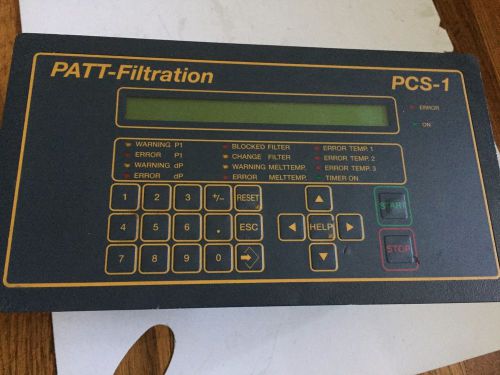 PATT-Filtration PCS-1
ERROR
ON
WARNING P1 BLOCKED FILTER ERROR TEMP. 1
ERROR P1 CHANGE FILTER ERROR TEMP. 2
WARNING dP WARNING MELTTEMP. ERROR TEMP. 3
ERROR dP ERROR MELTTEMP. TIMER ON
1 2 3 +/- RESET
4 5 6 . ESC HELP START
7 8 9 0 STOP